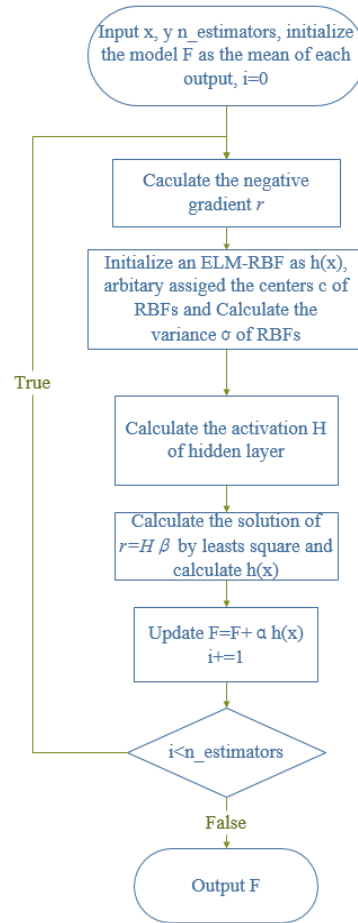 Input x, y n_estimators, initialize
the model F as the mean of each
output, i=0
Caculate the negative
gradient r
Initialize an ELM-RBF as h(x),
arbitary assiged the centers c of
RBFs and Calculate the
variance σ of RBFs
True
Calculate the activation H
of hidden layer
Calculate the solution of
r=Hβ by leasts square and
calculate h(x)
Update F=F+ α h(x)
i+=1
i<n_estimators
False
Output F